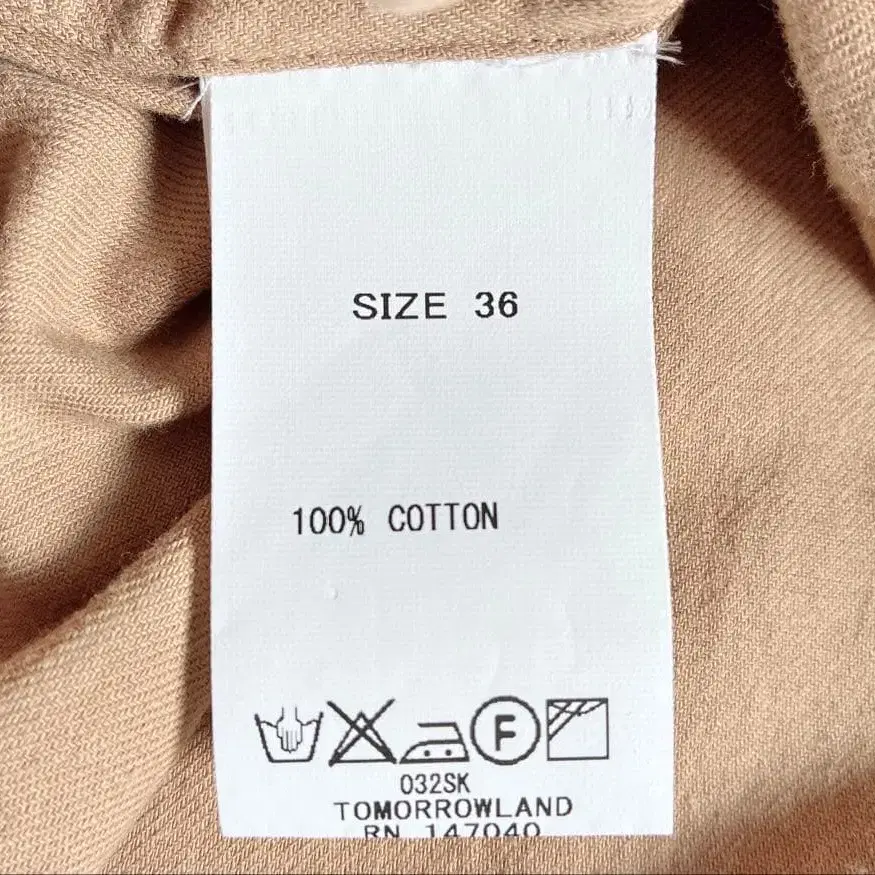 SIZE 36
100% COTTON
F
032SK
TOMORROWLAND
RN 147040